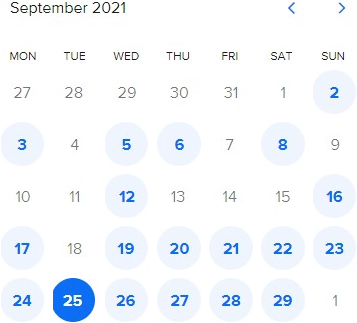 September 2021
MON TUE WED THU FRI SAT SUN
27 28 29 30 31 1 2
3 4 5 6 7 8 9
10 11 12 13 14 15 16
17 18 19 20 21 22 23
24 25 26 27 28 29 1